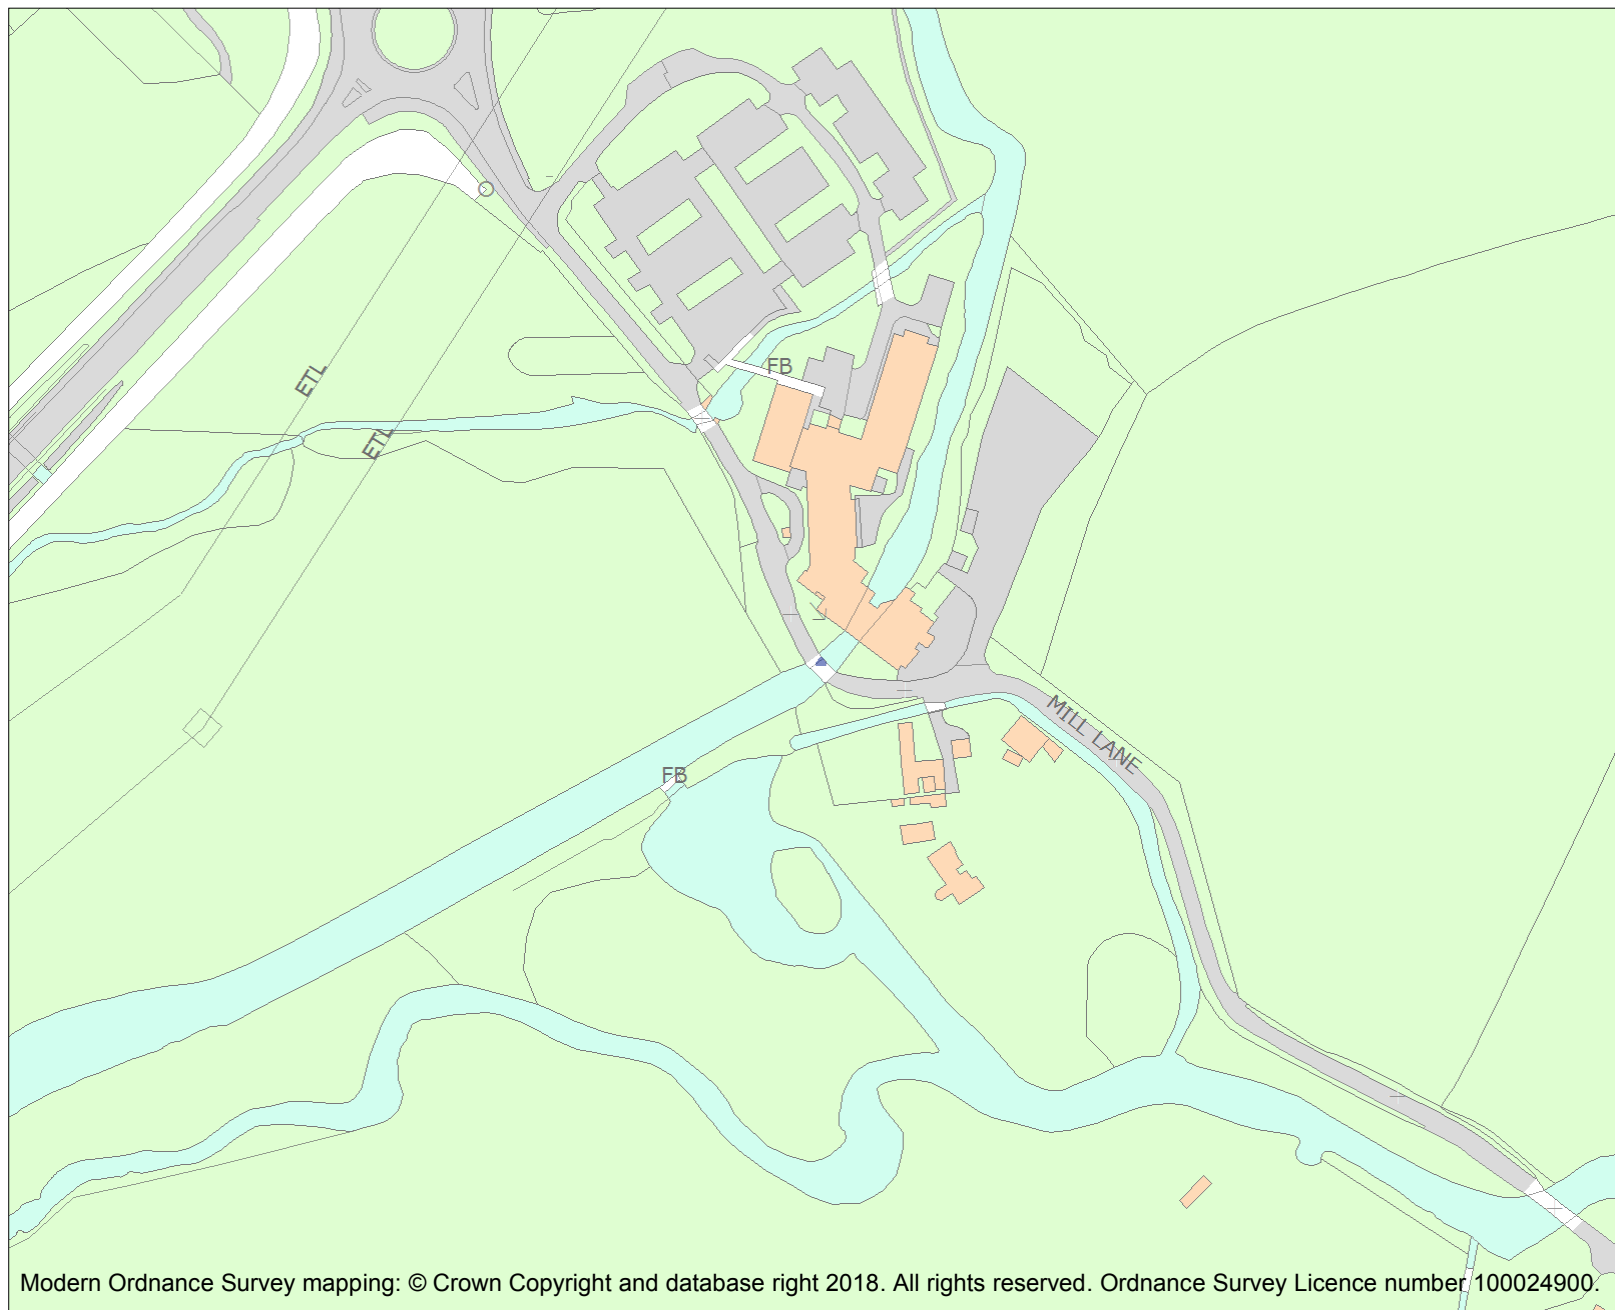 FB
ETL
ETL
MILL LANE
FB
Modern Ordnance Survey mapping: © Crown Copyright and database right 2018. All rights reserved. Ordnance Survey Licence number 100024900.